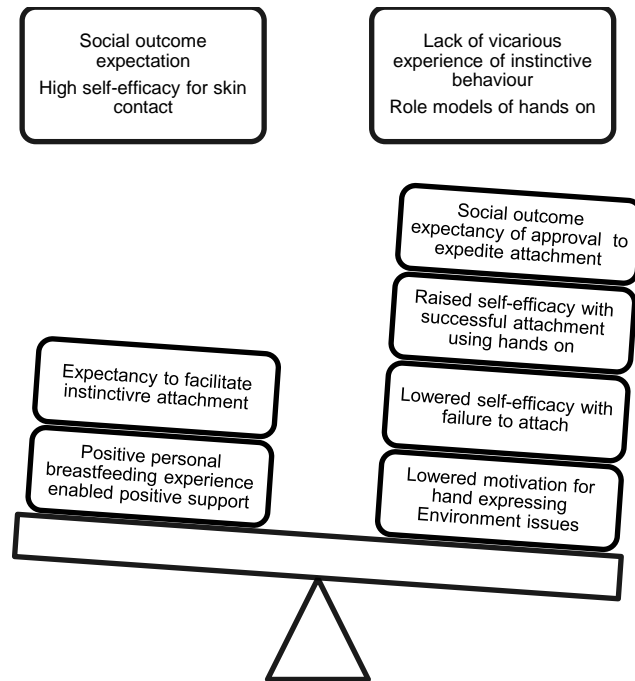 Social outcome
expectation
High self-efficacy for skin
contact
Lack of vicarious
experience of instinctive
behaviour
Role models of hands on
Social outcome
expectancy of approval to
expedite attachment
Raised self-efficacy with
successful attachment
using hands on
Expectancy to facilitate
instinctivre attachment
Lowered self-efficacy with
failure to attach
Positive personal
breastfeeding experience
enabled positive support
Lowered motivation for
hand expressing
Environment issues